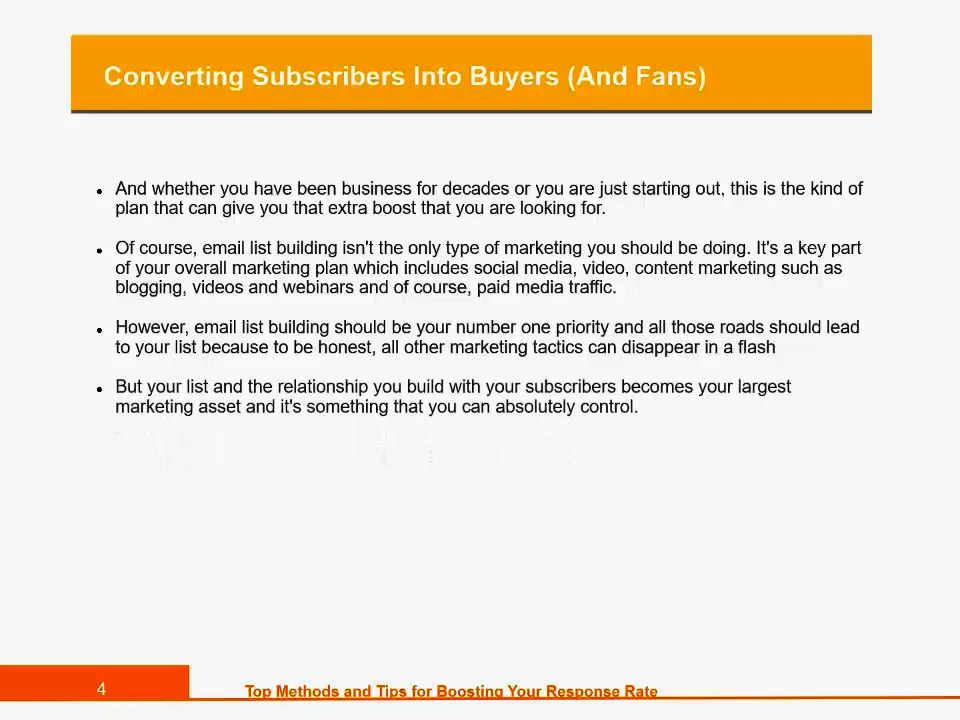 Converting Subscribers Into Buyers (And Fans)
• And whether you have been business for decades or you are just starting out, this is the kind of
plan that can give you that extra boost that you are looking for.
• Of course, email list building isn't the only type of marketing you should be doing. It's a key part
of your overall marketing plan which includes social media, video, content marketing such as
blogging, videos and webinars and of course, paid media traffic.
• However, email list building should be your number one priority and all those roads should lead
to your list because to be honest, all other marketing tactics can disappear in a flash
• But your list and the relationship you build with your subscribers becomes your largest
marketing asset and it's something that you can absolutely control.
4
Top Methods and Tips for Boosting Your Response Rate